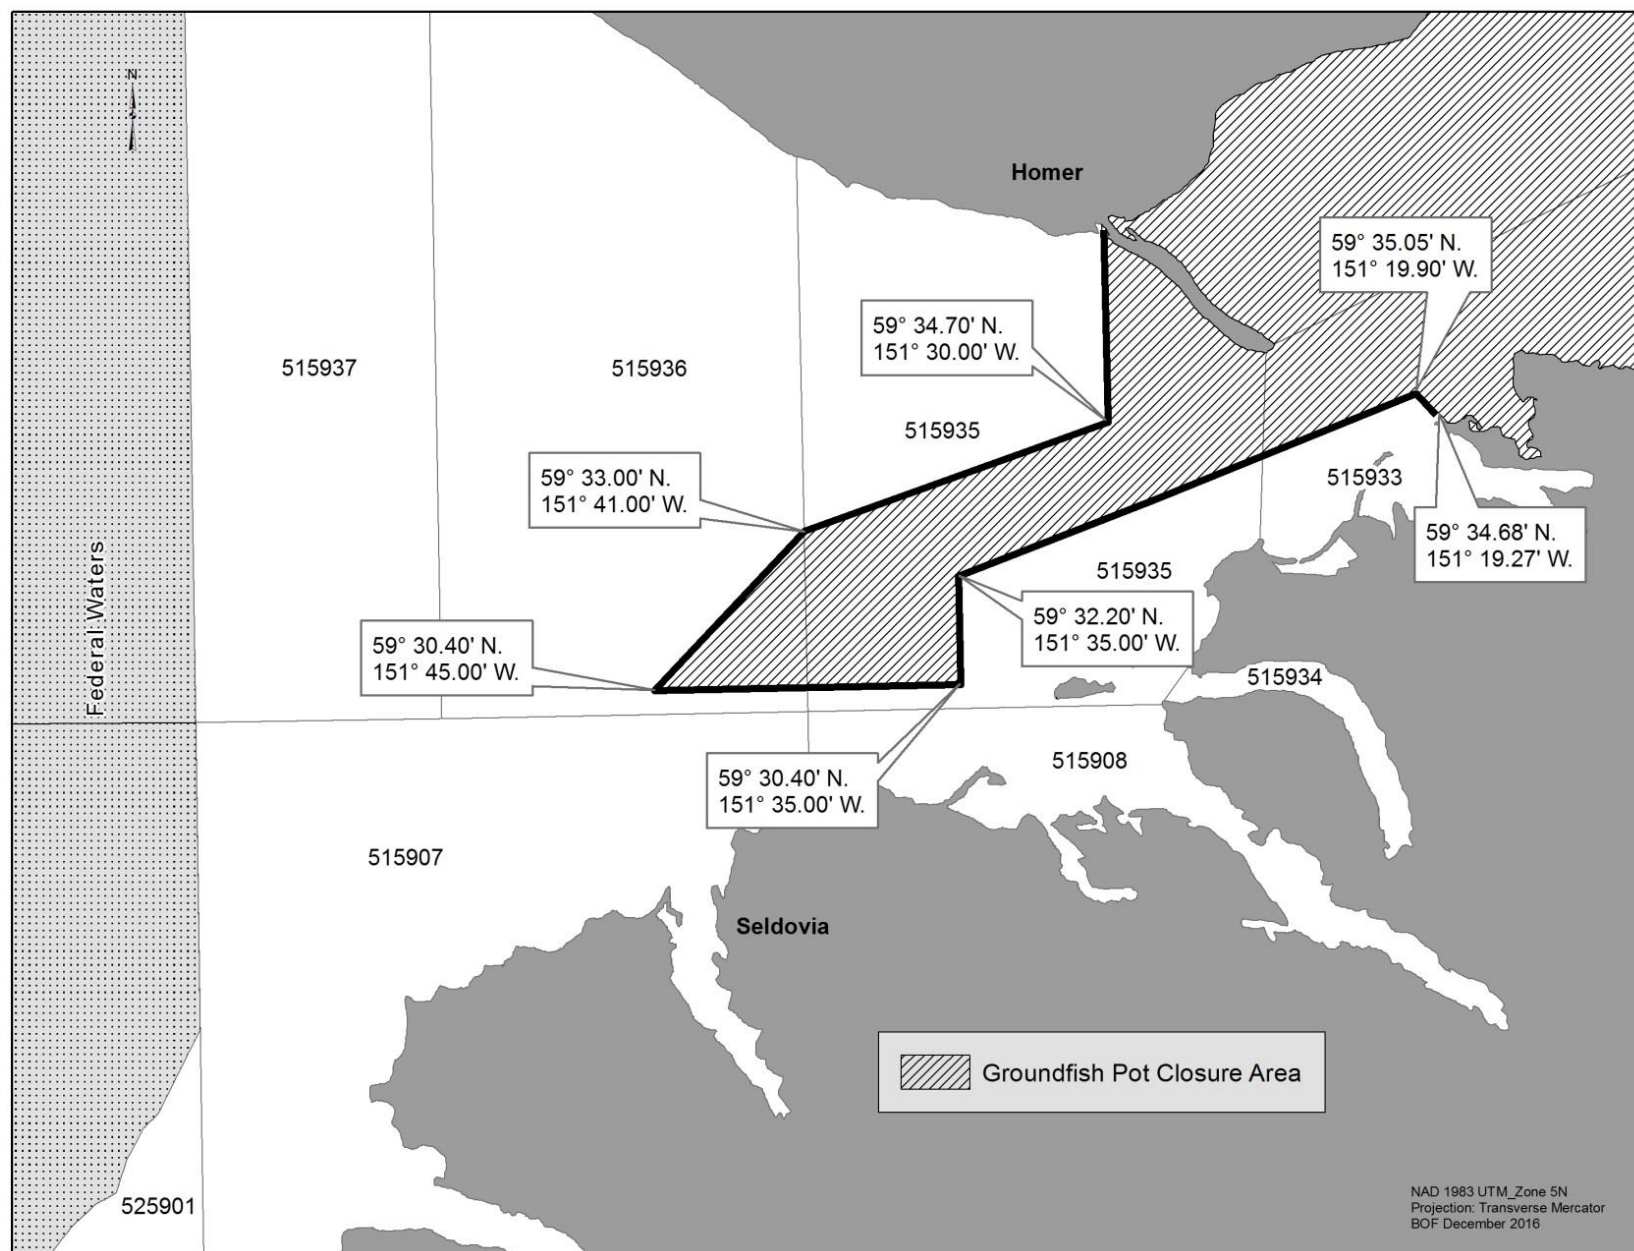 N
S
Homer
59° 35.05' N.
151° 19.90' W.
59° 34.70' N.
151° 30.00' W.
515937
515936
515935
59° 33.00' N.
151° 41.00' W.
515933
59° 34.68' N.
151° 19.27' W.
515935
59° 32.20' N.
151° 35.00' W.
Federal Waters
59° 30.40' N.
151° 45.00' W.
515934
59° 30.40' N.
151° 35.00' W.
515908
515907
Seldovia
Groundfish Pot Closure Area
525901
NAD 1983 UTM_Zone 5N
Projection: Transverse Mercator
BOF December 2016